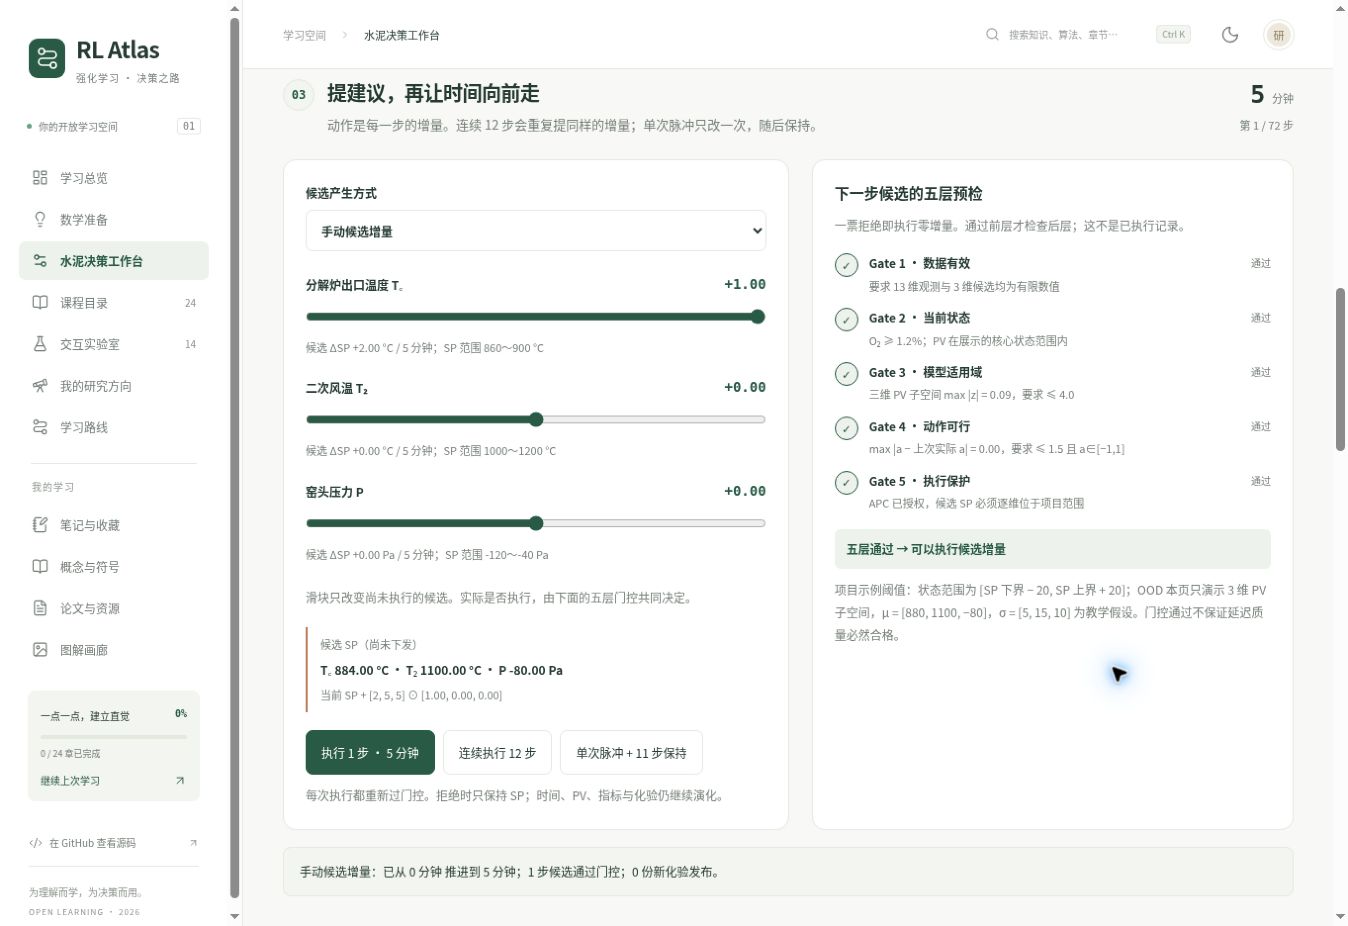 RL Atlas
强化学习 · 决策之路
你的开放学习空间
01
学习总览
数学准备
水泥决策工作台
课程目录
24
交互实验室
14
我的研究方向
学习路线
我的学习
笔记与收藏
概念与符号
论文与资源
图解画廊
一点一点，建立直觉
0%
0 / 24 章已完成
继续上次学习
在 GitHub 查看源码
为理解而学，为决策而用。
OPEN LEARNING · 2026
学习空间
水泥决策工作台
搜索知识、算法、章节…
Ctrl K
研
03
提建议，再让时间向前走
动作是每一步的增量。连续 12 步会重复提同样的增量；单次脉冲只改一次，随后保持。
5 分钟
第 1 / 72 步
候选产生方式
手动候选增量
分解炉出口温度 T꜀
+1.00
候选 ΔSP +2.00 °C / 5 分钟；SP 范围 860～900 °C
二次风温 T₂
+0.00
候选 ΔSP +0.00 °C / 5 分钟；SP 范围 1000～1200 °C
窑头压力 P
+0.00
候选 ΔSP +0.00 Pa / 5 分钟；SP 范围 -120～-40 Pa
滑块只改变尚未执行的候选。实际是否执行，由下面的五层门控共同决定。
候选 SP（尚未下发）
T꜀ 884.00 °C · T₂ 1100.00 °C · P -80.00 Pa
当前 SP + [2, 5, 5] ⊙ [1.00, 0.00, 0.00]
执行 1 步 · 5 分钟
连续执行 12 步
单次脉冲 + 11 步保持
每次执行都重新过门控。拒绝时只保持 SP；时间、PV、指标与化验仍继续演化。
下一步候选的五层预检
一票拒绝即执行零增量。通过前层才检查后层；这不是已执行记录。
✓
Gate 1 · 数据有效
通过
要求 13 维观测与 3 维候选均为有限数值
✓
Gate 2 · 当前状态
通过
O₂ ⩾ 1.2%；PV 在展示的核心状态范围内
✓
Gate 3 · 模型适用域
通过
三维 PV 子空间 max |z| = 0.09，要求 ⩽ 4.0
✓
Gate 4 · 动作可行
通过
max |a − 上次实际 a| = 0.00，要求 ⩽ 1.5 且 a∈[−1,1]
✓
Gate 5 · 执行保护
通过
APC 已授权，候选 SP 必须逐维位于项目范围
五层通过 → 可以执行候选增量
项目示例阈值：状态范围为 [SP 下界 − 20, SP 上界 + 20]；OOD 本页只演示 3 维 PV
子空间，μ = [880, 1100, −80]，σ = [5, 15, 10] 为教学假设。门控通过不保证延迟质
量必然合格。
手动候选增量：已从 0 分钟 推进到 5 分钟；1 步候选通过门控；0 份新化验发布。